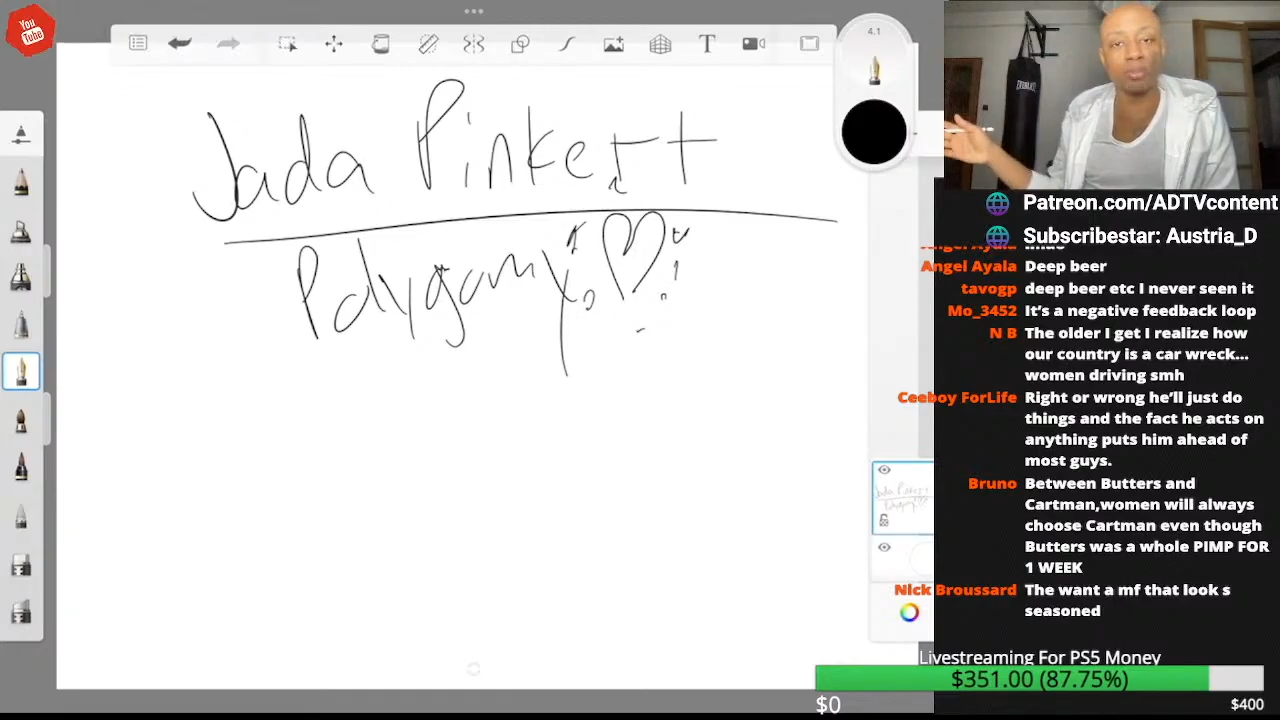 YouTube
4.1
Jada Pinkett
Polygamy
EVERLAST
Patreon.com/ADTVcontent
Subscribestar: Austria_D
Angel Ayala Deep beer
tavogp deep beer etc I never seen it
Mo_3452 It's a negative feedback loop
N B The older I get I realize how
our country is a car wreck...
women driving smh
Ceeboy ForLife Right or wrong he'll just do
things and the fact he acts on
anything puts him ahead of
most guys.
Bruno Between Butters and
Cartman,women will always
choose Cartman even though
Butters was a whole PIMP FOR
1 WEEK
Nick Broussard The want a mf that look s
seasoned
Livestreaming For PS5 Money
$351.00 (87.75%)
$0 $400